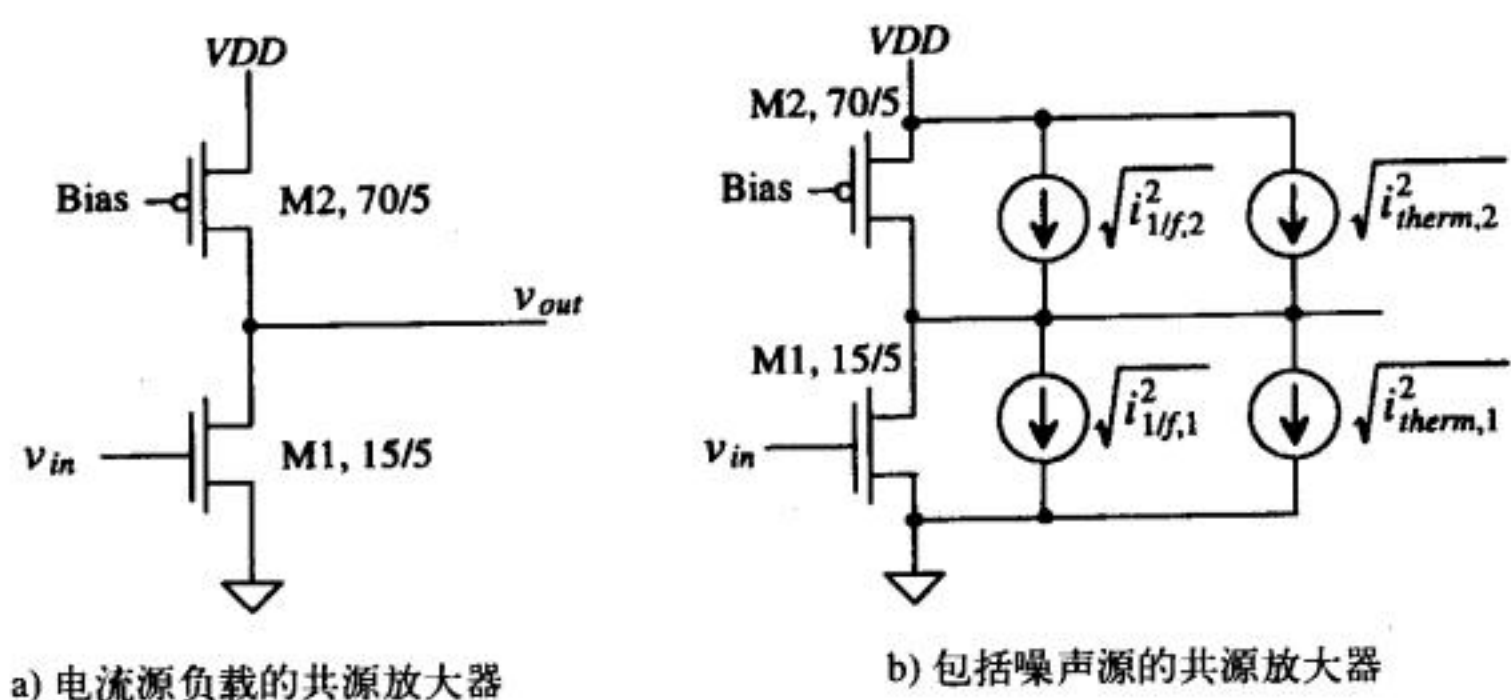 VDD
M2, 70/5
Bias
v_out
M1, 15/5
v_in
a) 电流源负载的共源放大器
VDD
M2, 70/5
Bias
√i²_1/f,2
√i²_therm,2
M1, 15/5
√i²_1/f,1
√i²_therm,1
v_in
b) 包括噪声源的共源放大器